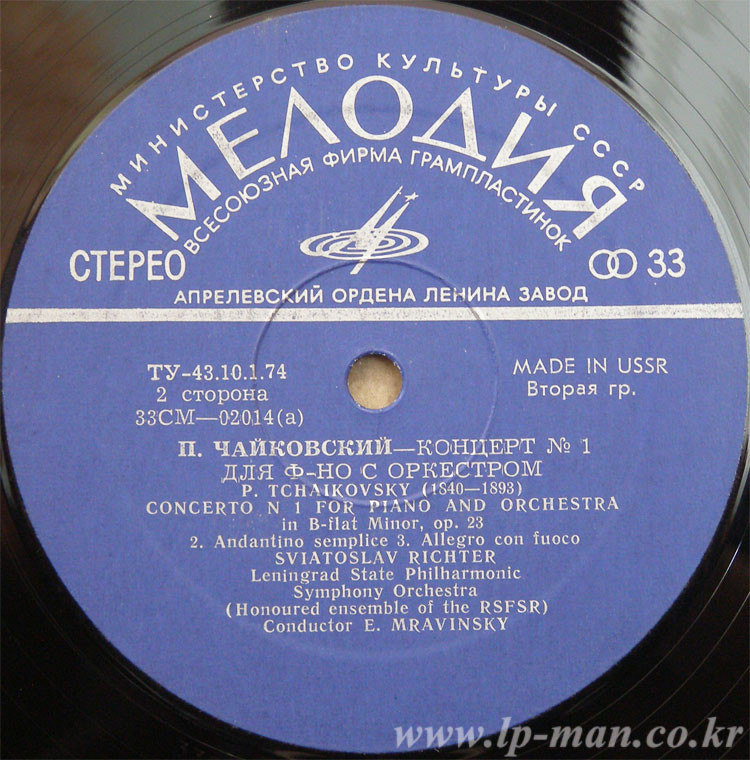 МИНИСТЕРСТВО КУЛЬТУРЫ СССР
МЕЛОДИЯ
ВСЕСОЮЗНАЯ ФИРМА ГРАМПЛАСТИНОК
СТЕРЕО 33
АПРЕЛЕВСКИЙ ОРДЕНА ЛЕНИНА ЗАВОД
ТУ-43.10.1.74 MADE IN USSR
2 сторона Вторая гр.
33СМ—02014(а)
П. ЧАЙКОВСКИЙ—КОНЦЕРТ № 1
ДЛЯ Ф-НО С ОРКЕСТРОМ
P. TCHAIKOVSKY (1840—1893)
CONCERTO N 1 FOR PIANO AND ORCHESTRA
in B-flat Minor, op. 23
2. Andantino semplice 3. Allegro con fuoco
SVIATOSLAV RICHTER
Leningrad State Philharmonic
Symphony Orchestra
(Honoured ensemble of the RSFSR)
Conductor E. MRAVINSKY
www.lp-man.co.kr